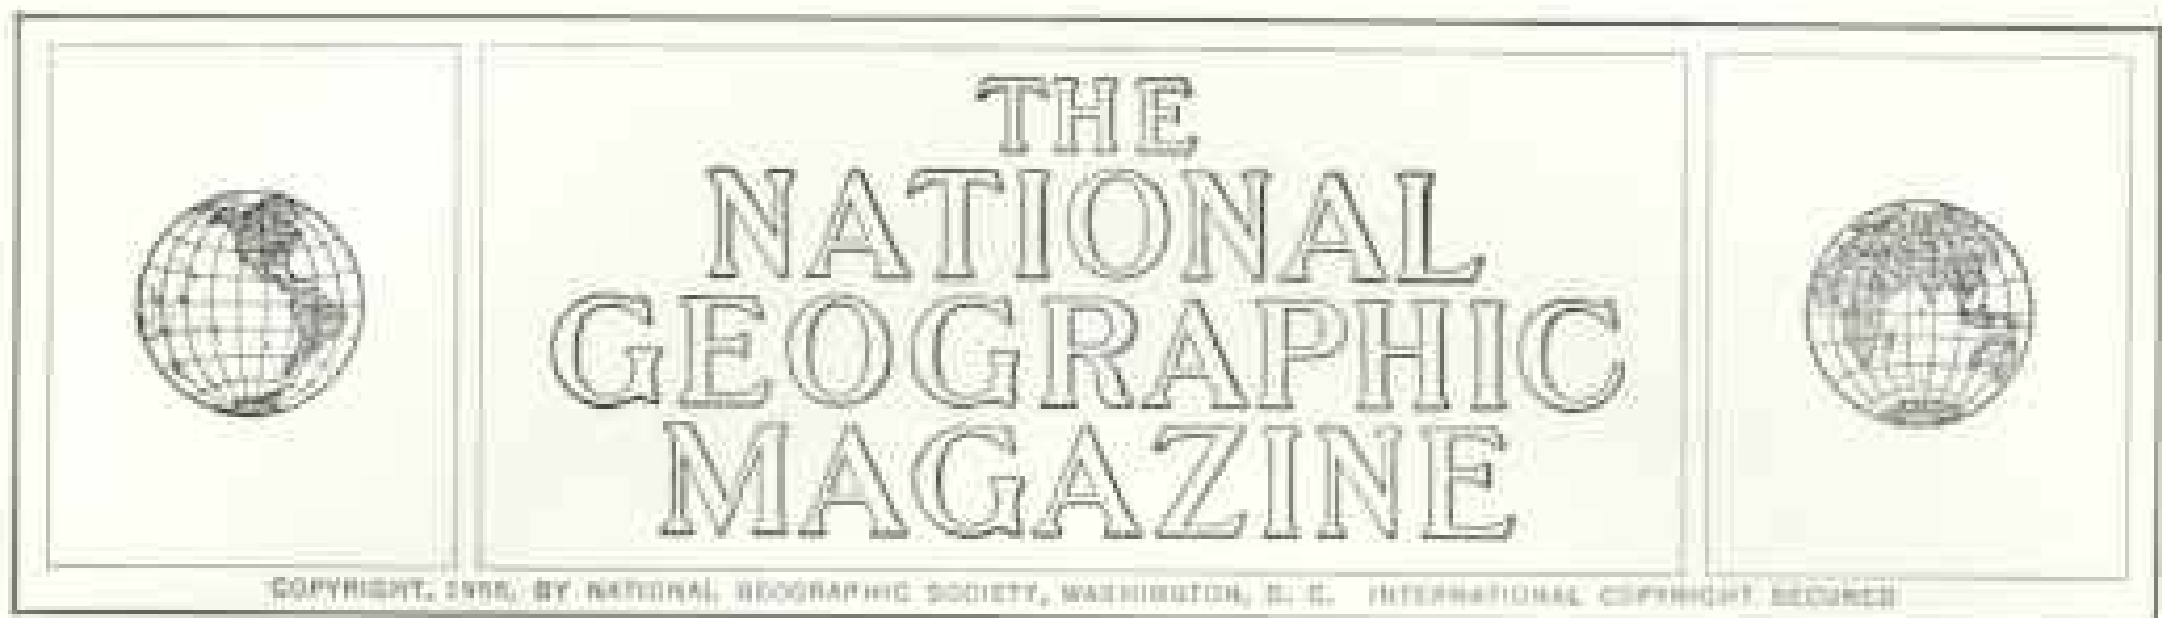 THE
NATIONAL
GEOGRAPHIC
MAGAZINE
COPYRIGHT, BY NATIONAL GEOGRAPHIC SOCIETY, WASHINGTON, D. C. INTERNATIONAL COPYRIGHT SECURED